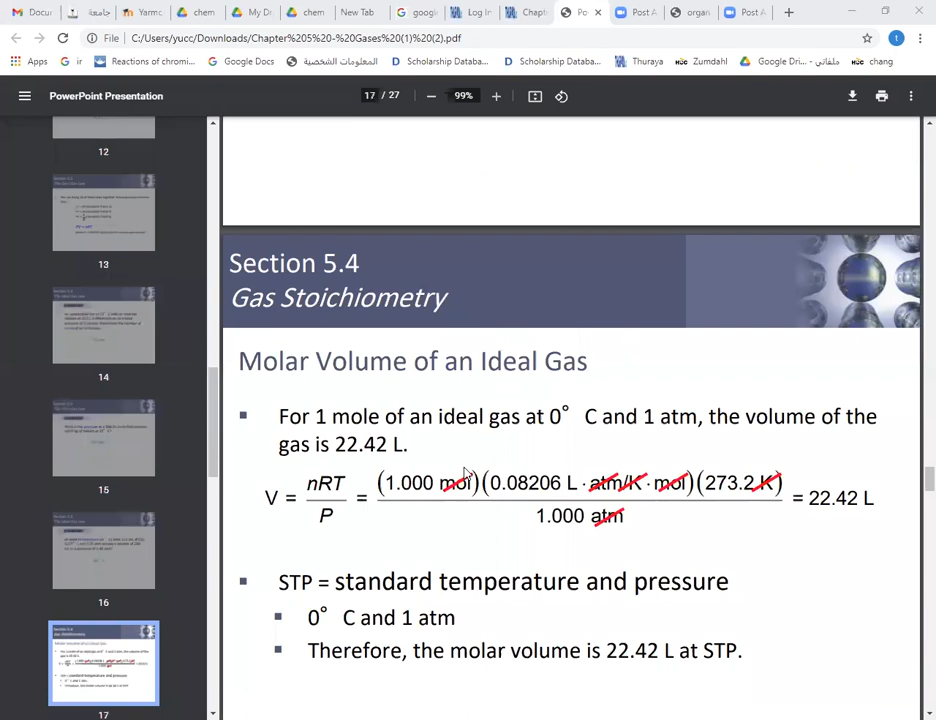 Docu
Yarmo
جامعة
chem
My Dr
chem
New Tab
google
Log In
Chapt
Po
Post A
organ
Post A
File
C:/Users/yucc/Downloads/Chapter%205%20-%20Gases%20(1)%20(2).pdf
t
Apps
ir
Reactions of chromi...
Google Docs
المعلومات الشخصية
Scholarship Databa...
Scholarship Databa...
Thuraya
Zumdahl
Google Dri... - ملفاتي
chang
PowerPoint Presentation
17 / 27
99%
12
13
14
15
16
17
Section 5.4
Gas Stoichiometry
Molar Volume of an Ideal Gas
For 1 mole of an ideal gas at 0° C and 1 atm, the volume of the
gas is 22.42 L.
V = nRT / P = (1.000 mol)(0.08206 L · atm/K · mol)(273.2 K) / 1.000 atm = 22.42 L
STP = standard temperature and pressure
0° C and 1 atm
Therefore, the molar volume is 22.42 L at STP.